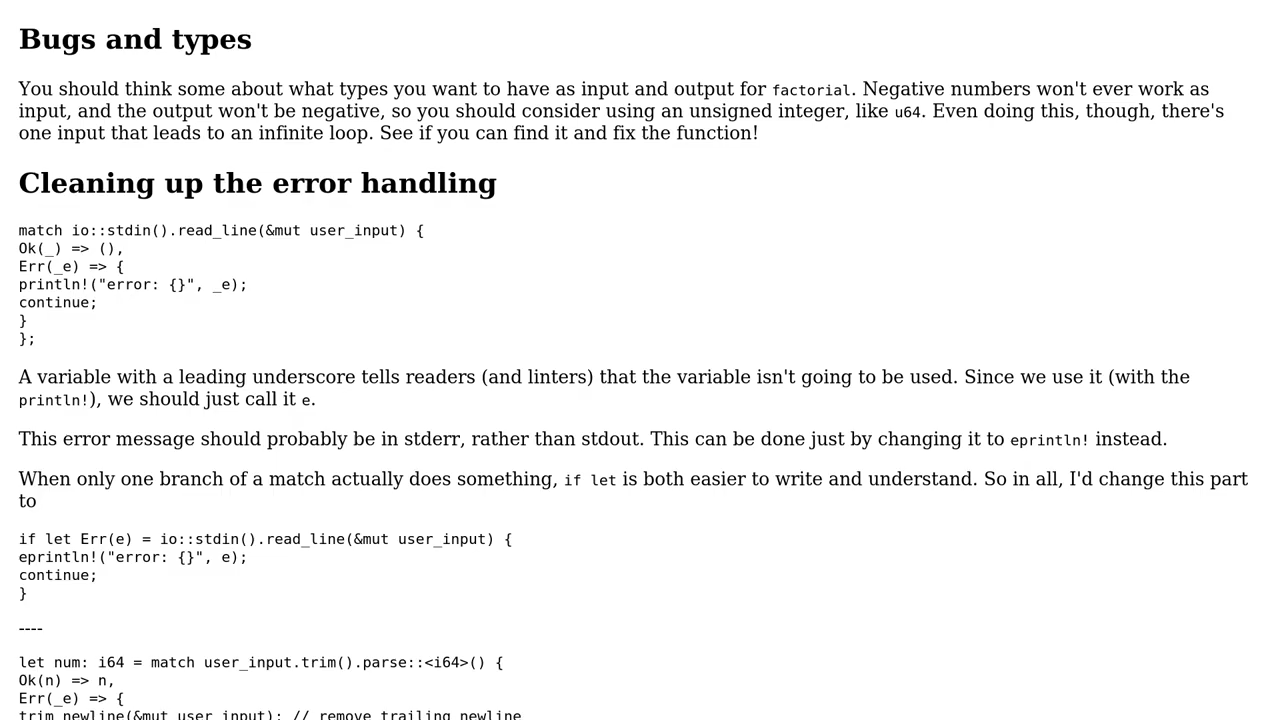 Bugs and types
You should think some about what types you want to have as input and output for factorial. Negative numbers won't ever work as
input, and the output won't be negative, so you should consider using an unsigned integer, like u64. Even doing this, though, there's
one input that leads to an infinite loop. See if you can find it and fix the function!
Cleaning up the error handling
match io::stdin().read_line(&mut user_input) {
Ok(_) => (),
Err(_e) => {
println!("error: {}", _e);
continue;
}
};
A variable with a leading underscore tells readers (and linters) that the variable isn't going to be used. Since we use it (with the
println!), we should just call it e.
This error message should probably be in stderr, rather than stdout. This can be done just by changing it to eprintln! instead.
When only one branch of a match actually does something, if let is both easier to write and understand. So in all, I'd change this part
to
if let Err(e) = io::stdin().read_line(&mut user_input) {
eprintln!("error: {}", e);
continue;
}
----
let num: i64 = match user_input.trim().parse::<i64>() {
Ok(n) => n,
Err(_e) => {
trim_newline(&mut user_input); // remove trailing newline